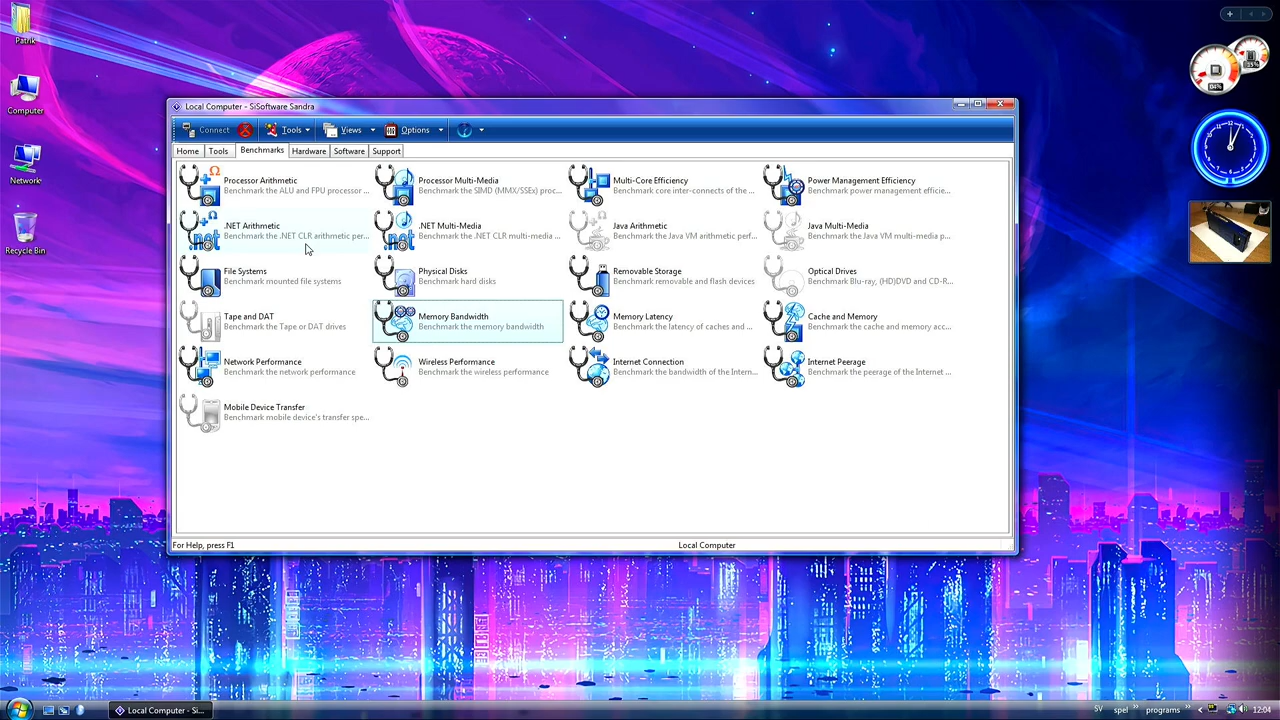 Patrik
Computer
Network
Recycle Bin
Local Computer - SiSoftware Sandra
Connect Tools Views Options
Home Tools Benchmarks Hardware Software Support
Processor Arithmetic
Benchmark the ALU and FPU processor ...
Processor Multi-Media
Benchmark the SIMD (MMX/SSEx) proc...
Multi-Core Efficiency
Benchmark core inter-connects of the ...
Power Management Efficiency
Benchmark power management efficie...
.NET Arithmetic
Benchmark the .NET CLR arithmetic per...
.NET Multi-Media
Benchmark the .NET CLR multi-media ...
Java Arithmetic
Benchmark the Java VM arithmetic perf...
Java Multi-Media
Benchmark the Java VM multi-media p...
File Systems
Benchmark mounted file systems
Physical Disks
Benchmark hard disks
Removable Storage
Benchmark removable and flash devices
Optical Drives
Benchmark Blu-ray, (HD)DVD and CD-R...
Tape and DAT
Benchmark the Tape or DAT drives
Memory Bandwidth
Benchmark the memory bandwidth
Memory Latency
Benchmark the latency of caches and ...
Cache and Memory
Benchmark the cache and memory acc...
Network Performance
Benchmark the network performance
Wireless Performance
Benchmark the wireless performance
Internet Connection
Benchmark the bandwidth of the Intern...
Internet Peerage
Benchmark the peerage of the Internet ...
Mobile Device Transfer
Benchmark mobile device's transfer spe...
For Help, press F1
Local Computer
Local Computer - Si...
SV spel » programs » 12:04